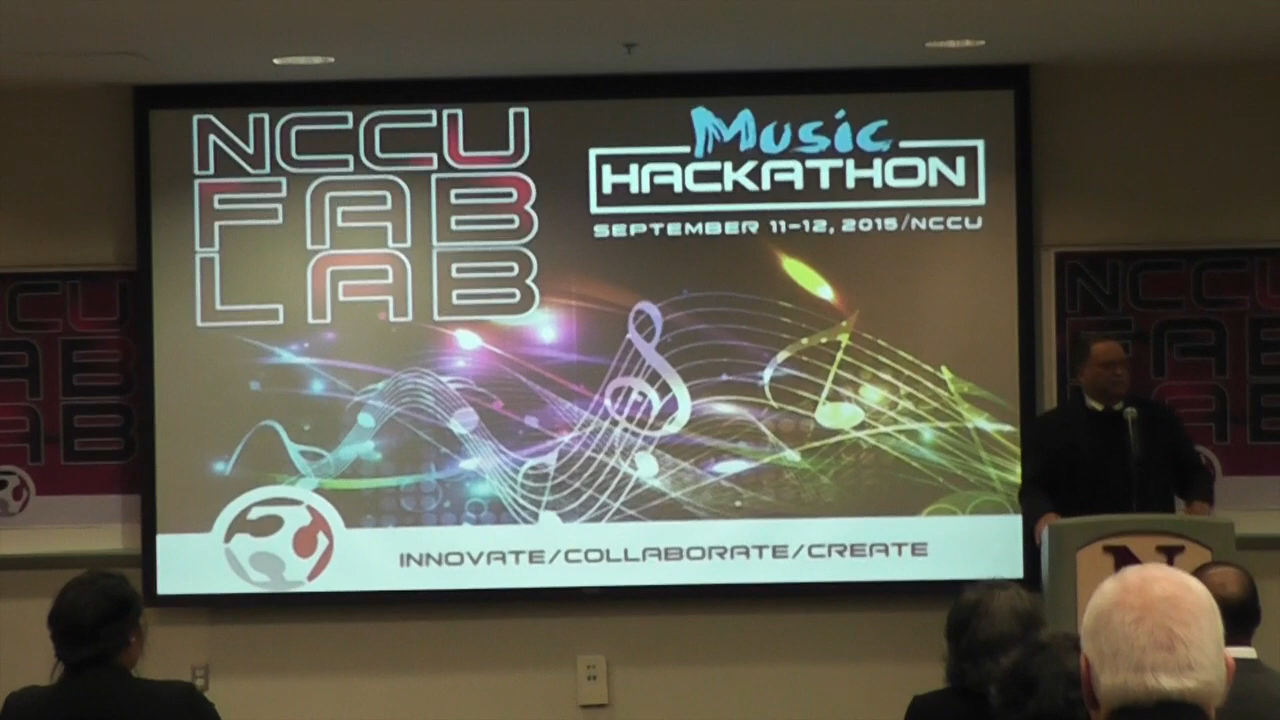 NCCU
FAB
LAB
Music
HACKATHON
SEPTEMBER 11-12, 2015/NCCU
INNOVATE/COLLABORATE/CREATE
NCCU
FAB
LAB
NCCU
FAB
LAB
N